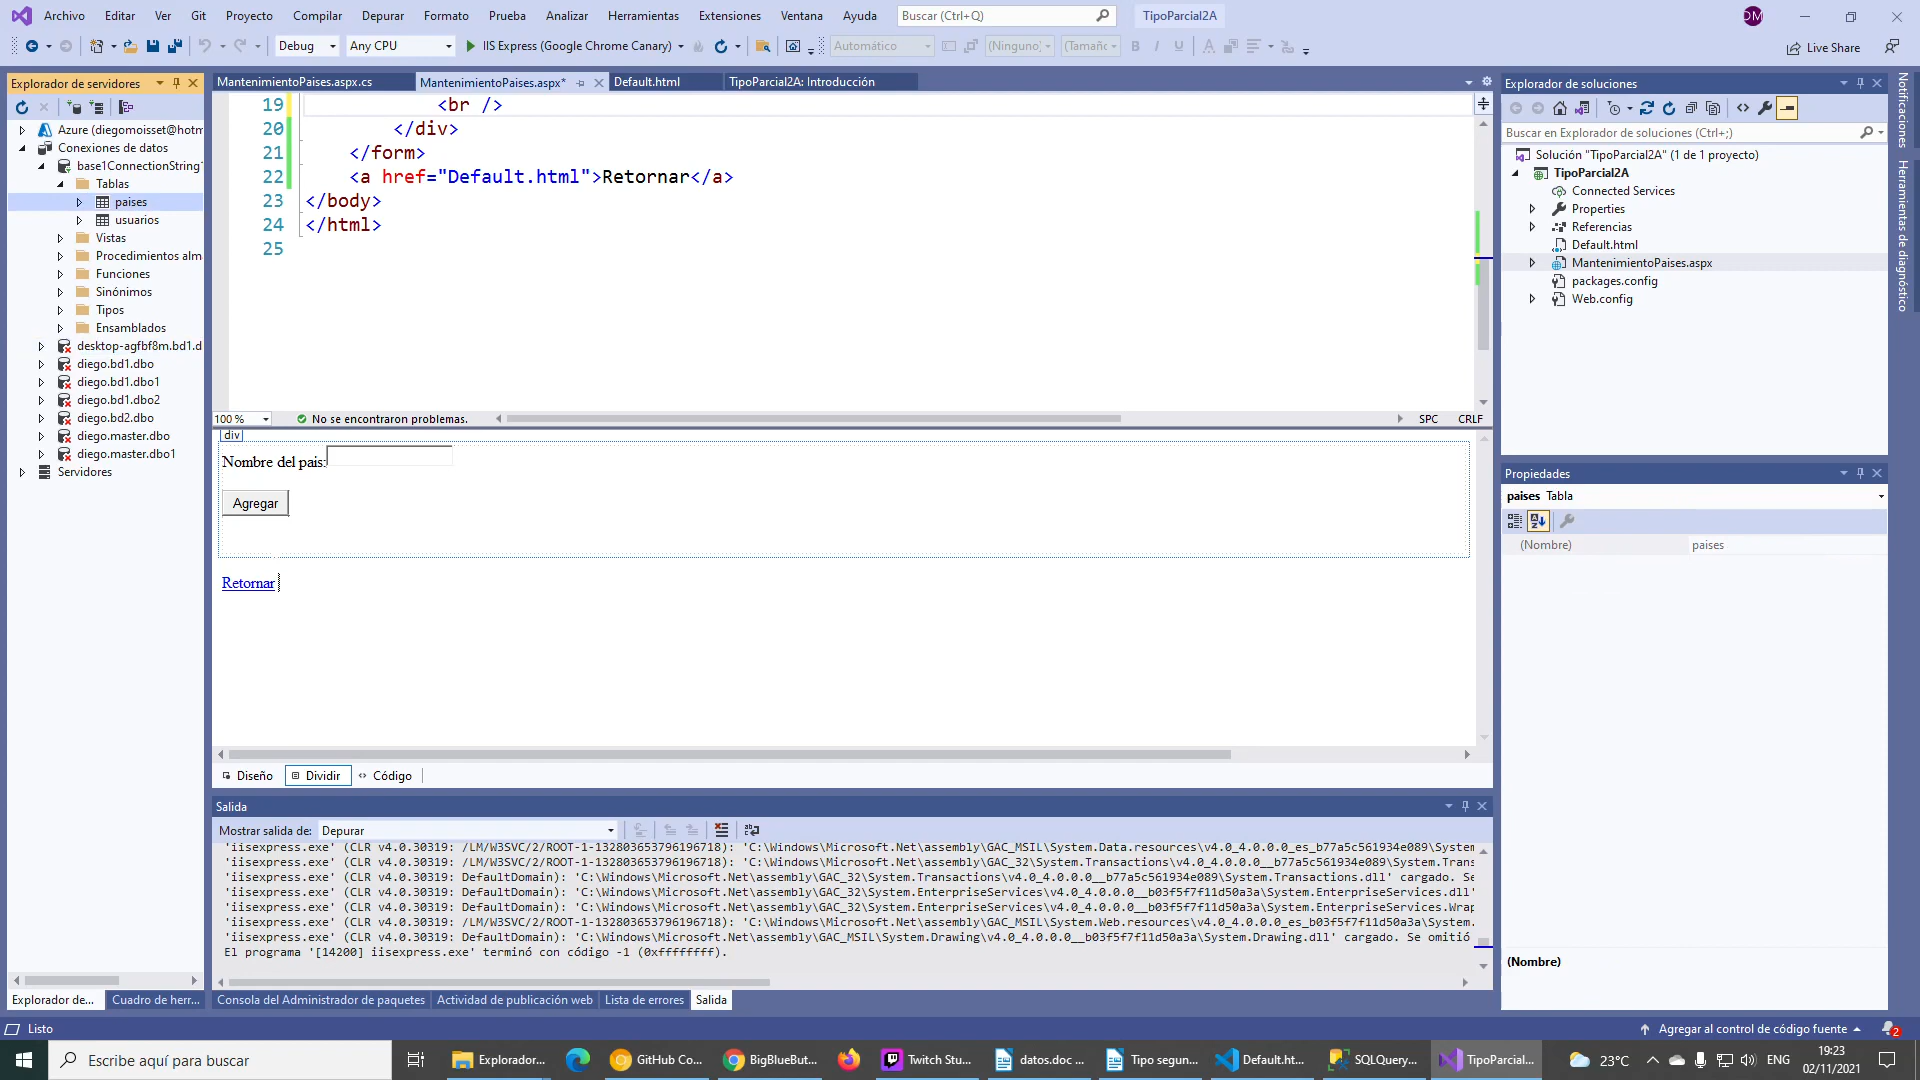 Archivo Editar Ver Git Proyecto Compilar Depurar Formato Prueba Analizar Herramientas Extensiones Ventana Ayuda Buscar (Ctrl+Q) TipoParcial2A DM
Debug Any CPU IIS Express (Google Chrome Canary) Automático (Ninguno) (Tamaño) Live Share
Explorador de servidores
Azure (diegomoisset@hotm
Conexiones de datos
base1ConnectionString1
Tablas
paises
usuarios
Vistas
Procedimientos alm
Funciones
Sinónimos
Tipos
Ensamblados
desktop-agfbf8m.bd1.d
diego.bd1.dbo
diego.bd1.dbo1
diego.bd1.dbo2
diego.bd2.dbo
diego.master.dbo
diego.master.dbo1
Servidores
Explorador de... Cuadro de herr...
MantenimientoPaises.aspx.cs MantenimientoPaises.aspx* Default.html TipoParcial2A: Introducción
19 <br />
20 </div>
21 </form>
22 <a href="Default.html">Retornar</a>
23 </body>
24 </html>
25
100 % No se encontraron problemas. SPC CRLF
div
Nombre del pais:
Agregar
Retornar
Diseño Dividir Código
Salida
Mostrar salida de: Depurar
'iisexpress.exe' (CLR v4.0.30319: /LM/W3SVC/2/ROOT-1-132803653796196718): 'C:\Windows\Microsoft.Net\assembly\GAC_MSIL\System.Data.resources\v4.0_4.0.0.0_es_b77a5c561934e089\System
'iisexpress.exe' (CLR v4.0.30319: /LM/W3SVC/2/ROOT-1-132803653796196718): 'C:\Windows\Microsoft.Net\assembly\GAC_32\System.Transactions\v4.0_4.0.0.0__b77a5c561934e089\System.Trans
'iisexpress.exe' (CLR v4.0.30319: DefaultDomain): 'C:\Windows\Microsoft.Net\assembly\GAC_32\System.Transactions\v4.0_4.0.0.0__b77a5c561934e089\System.Transactions.dll' cargado. Se
'iisexpress.exe' (CLR v4.0.30319: DefaultDomain): 'C:\Windows\Microsoft.Net\assembly\GAC_32\System.EnterpriseServices\v4.0_4.0.0.0__b03f5f7f11d50a3a\System.EnterpriseServices.dll'
'iisexpress.exe' (CLR v4.0.30319: DefaultDomain): 'C:\Windows\Microsoft.Net\assembly\GAC_32\System.EnterpriseServices\v4.0_4.0.0.0__b03f5f7f11d50a3a\System.EnterpriseServices.Wrap
'iisexpress.exe' (CLR v4.0.30319: /LM/W3SVC/2/ROOT-1-132803653796196718): 'C:\Windows\Microsoft.Net\assembly\GAC_MSIL\System.Web.resources\v4.0_4.0.0.0_es_b03f5f7f11d50a3a\System.
'iisexpress.exe' (CLR v4.0.30319: DefaultDomain): 'C:\Windows\Microsoft.Net\assembly\GAC_MSIL\System.Drawing\v4.0_4.0.0.0__b03f5f7f11d50a3a\System.Drawing.dll' cargado. Se omitió
El programa '[14200] iisexpress.exe' terminó con código -1 (0xffffffff).
Consola del Administrador de paquetes Actividad de publicación web Lista de errores Salida
Explorador de soluciones
Buscar en Explorador de soluciones (Ctrl+;)
Solución "TipoParcial2A" (1 de 1 proyecto)
TipoParcial2A
Connected Services
Properties
Referencias
Default.html
MantenimientoPaises.aspx
packages.config
Web.config
Propiedades
paises Tabla
(Nombre) paises
(Nombre)
Notificaciones
Herramientas de diagnóstico
Listo Agregar al control de código fuente 2
Escribe aquí para buscar Explorador... GitHub Co... BigBlueBut... Twitch Stu... datos.doc ... Tipo segun... Default.ht... SQLQuery... TipoParcial... 23°C ENG 19:23
02/11/2021